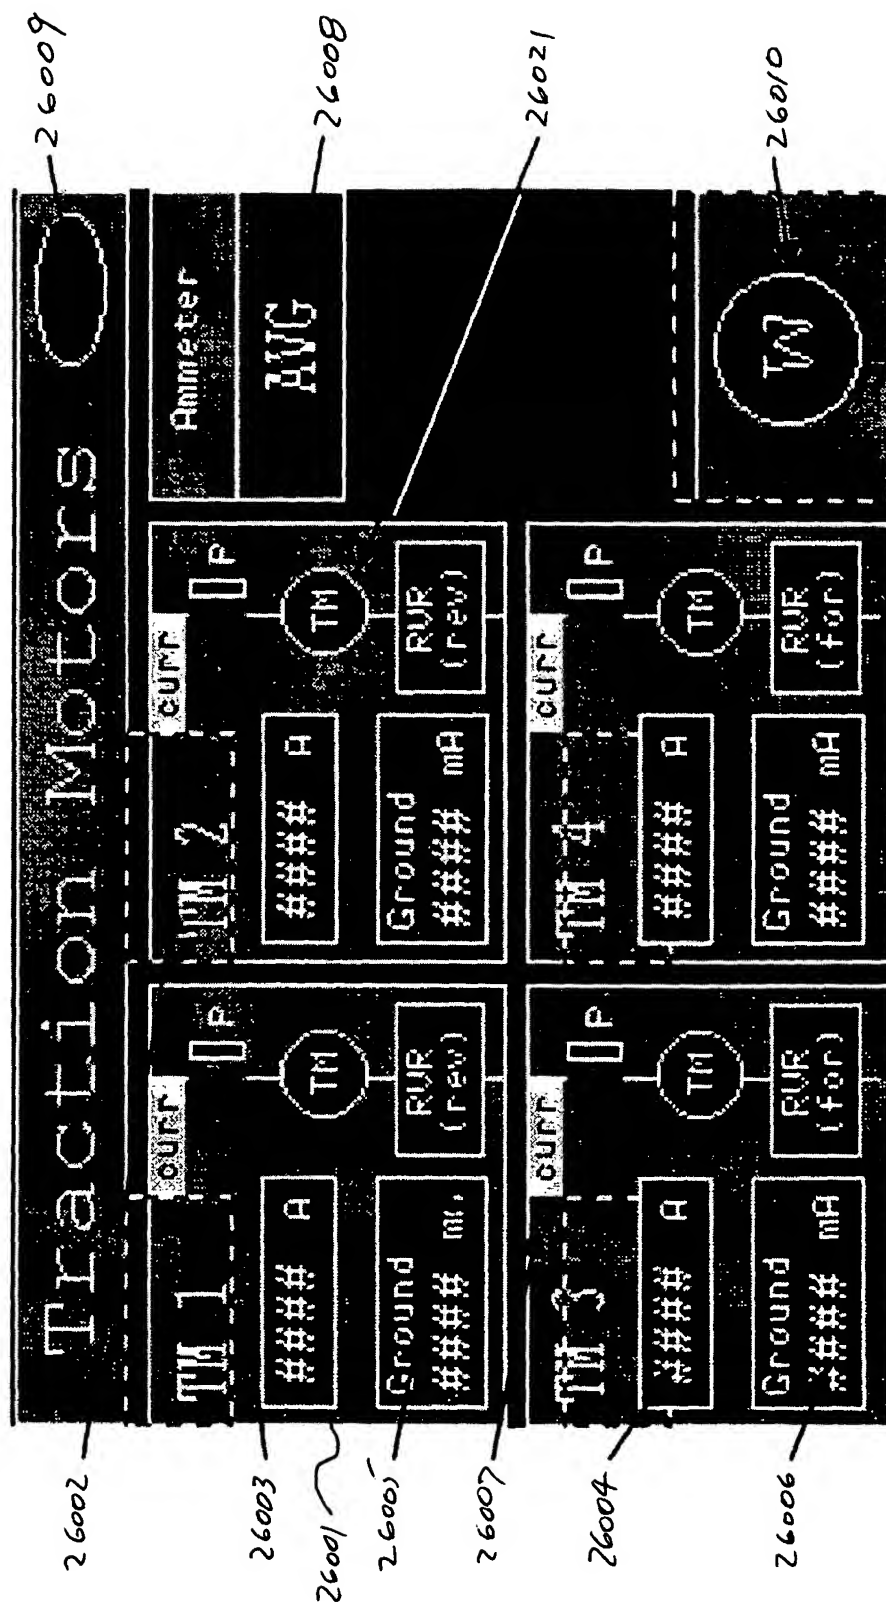 Traction Motors
TM 1
curr
P
#### A
TM
Ground
####
RVR
(rev)
TM 2
curr
P
#### A
TM
Ground
#### mA
RVR
(rev)
Ammeter
AVG
TM 3
curr
P
#### A
TM
Ground
#### mA
RVR
(for)
TM 4
curr
P
#### A
TM
Ground
#### mA
RVR
(for)
W
26002
26003
26001
26005
26007
26004
26006
26009
26008
26021
26010